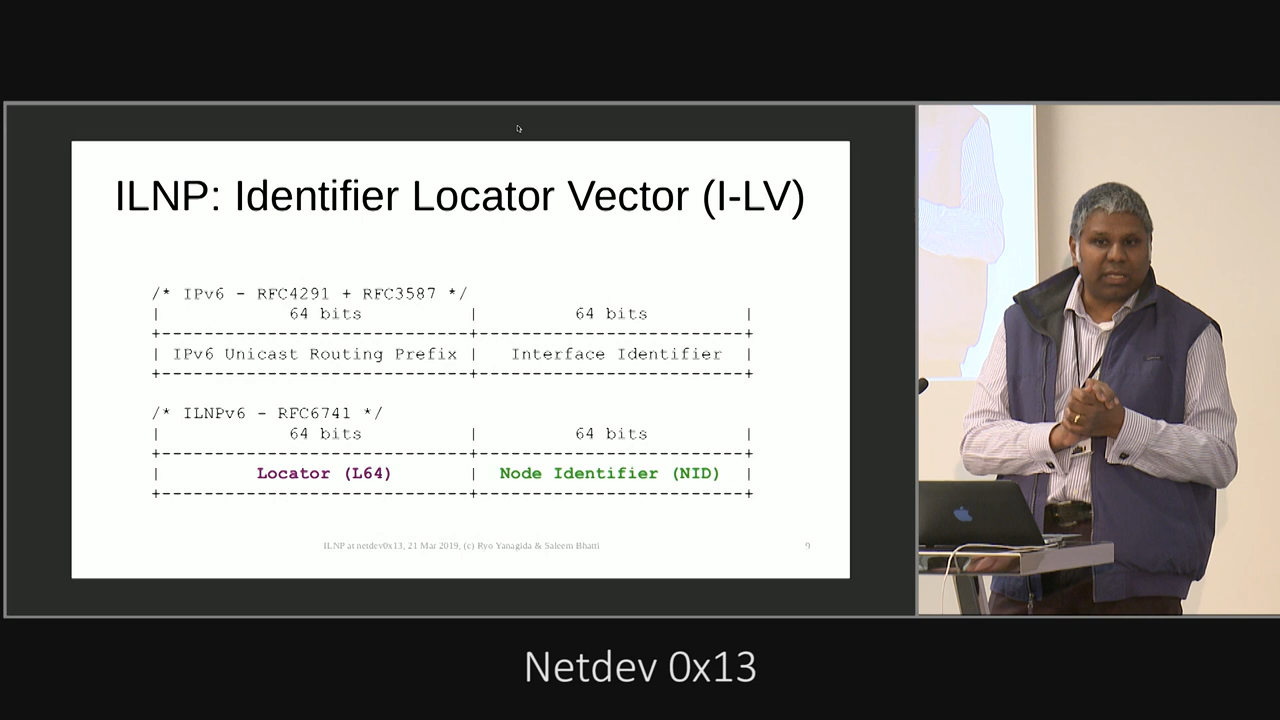 ILNP: Identifier Locator Vector (I-LV)
/* IPv6 - RFC4291 + RFC3587 */
| 64 bits | 64 bits |
+------------------------------+--------------------------+
| IPv6 Unicast Routing Prefix | Interface Identifier |
+------------------------------+--------------------------+
/* ILNPv6 - RFC6741 */
| 64 bits | 64 bits |
+------------------------------+--------------------------+
| Locator (L64) | Node Identifier (NID) |
+------------------------------+--------------------------+
ILNP at netdev0x13, 21 Mar 2019, (c) Ryo Yanagida & Saleem Bhatti 9
Netdev 0x13